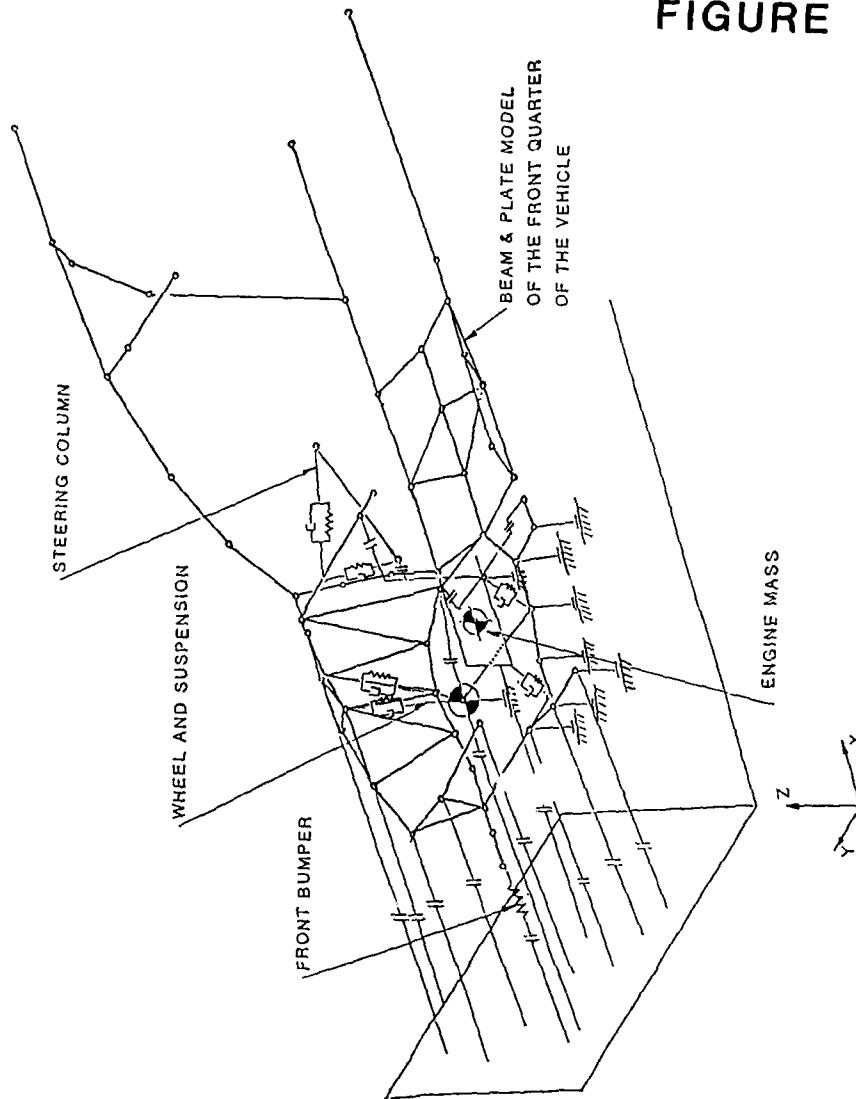 FIGURE
STEERING COLUMN
WHEEL AND SUSPENSION
FRONT BUMPER
BEAM & PLATE MODEL
OF THE FRONT QUARTER
OF THE VEHICLE
ENGINE MASS
Z
Y